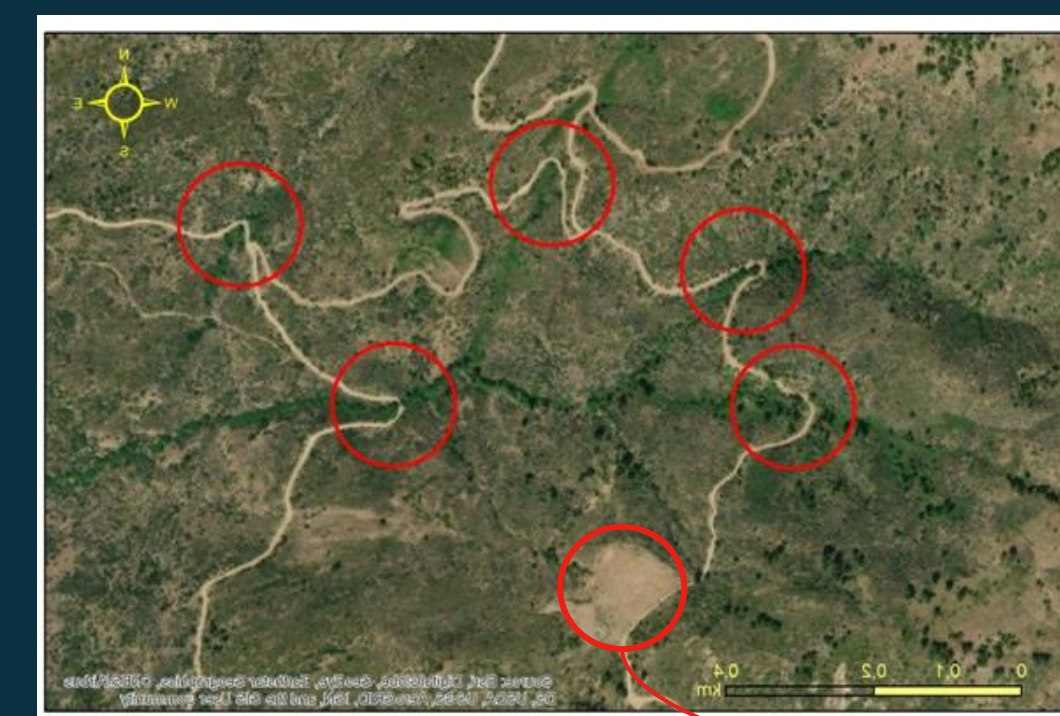 N
E W
S
0.4 0.2 0.1 0
km
Source: Esri, DigitalGlobe, GeoEye, Earthstar Geographics, CNES/Airbus
DS, USDA, USGS, AeroGRID, IGN, and the GIS User Community